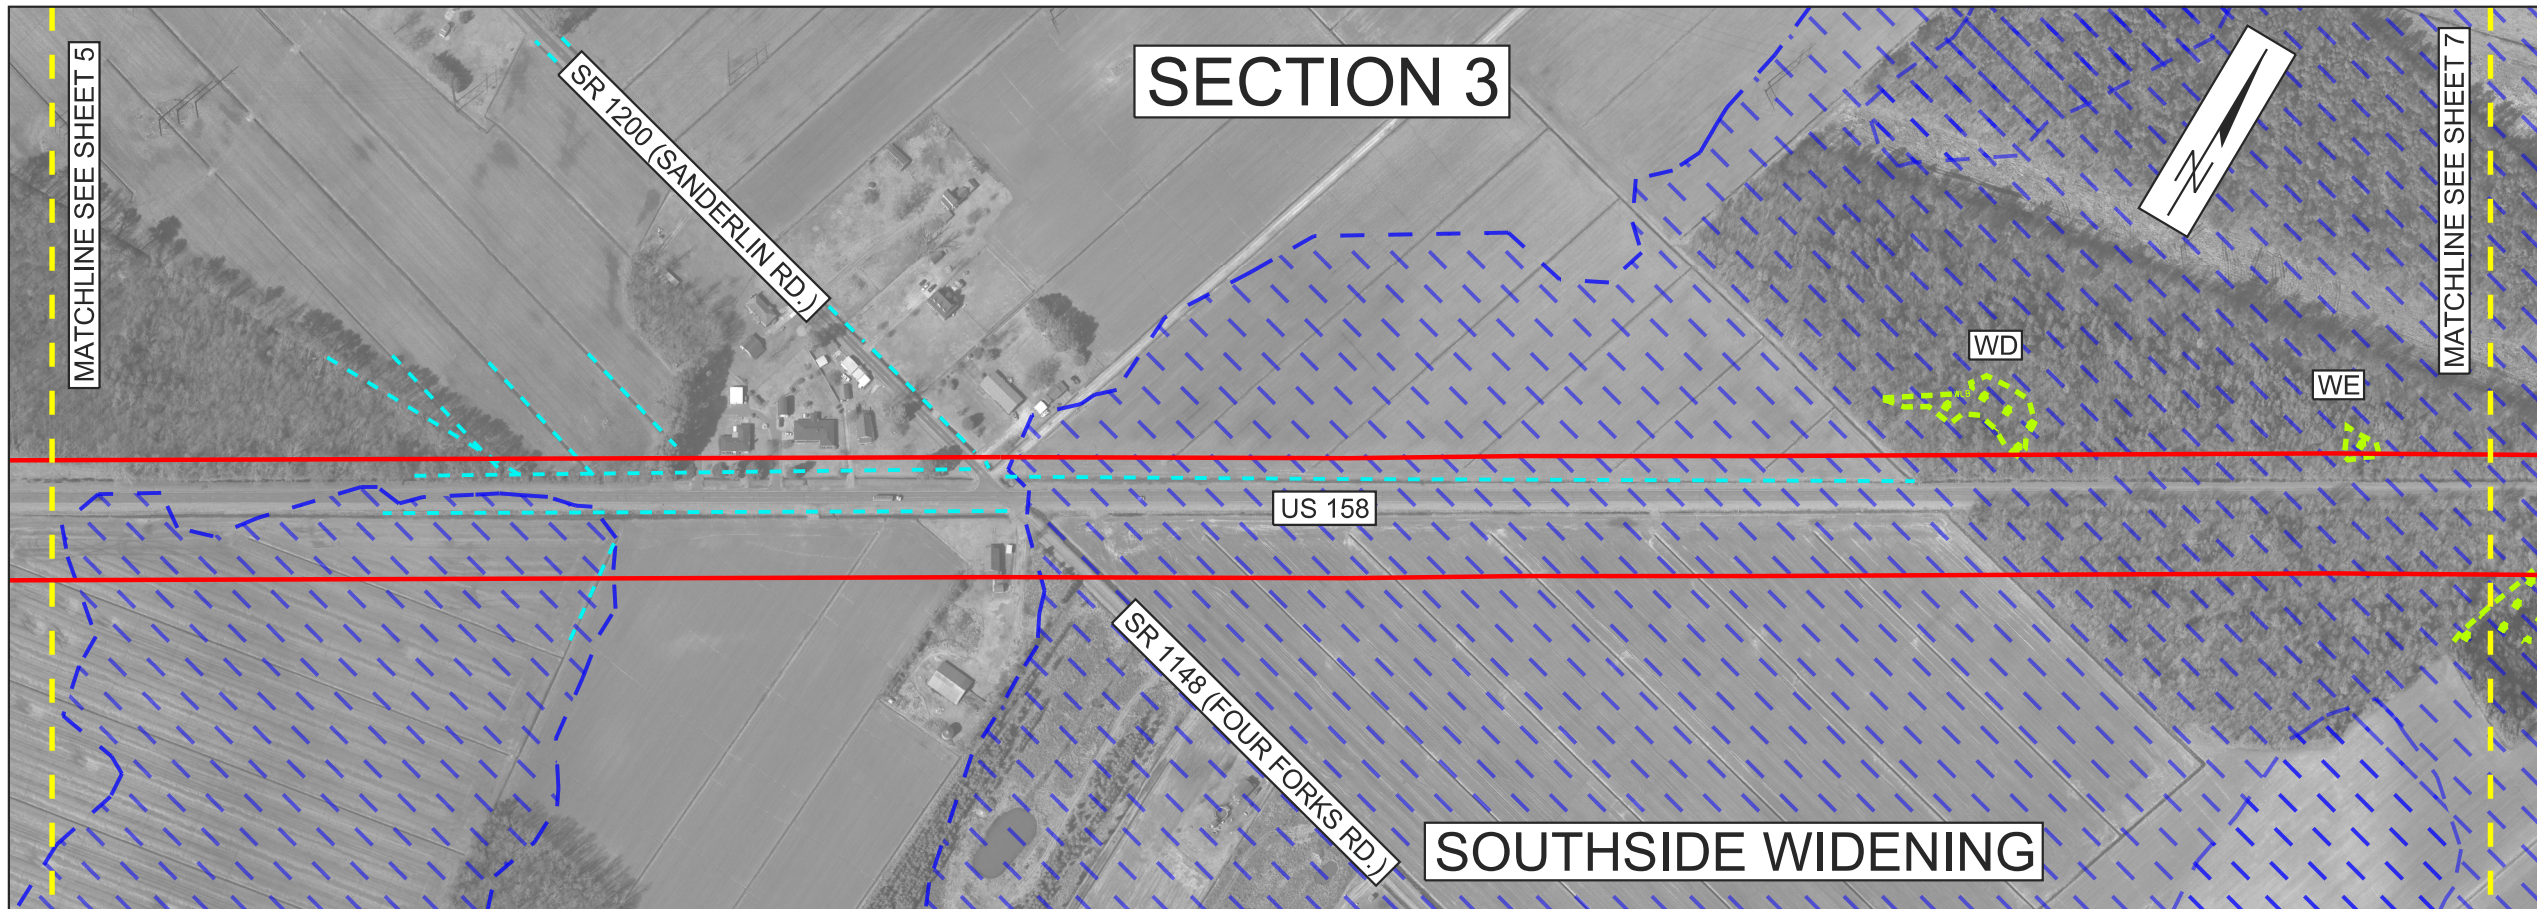 MATCHLINE SEE SHEET 5
SR 1200 (SANDERLIN RD.)
SECTION 3
N
MATCHLINE SEE SHEET 7
WD
WE
WLB
US 158
SR 1148 (FOUR FORKS RD.)
SOUTHSIDE WIDENING